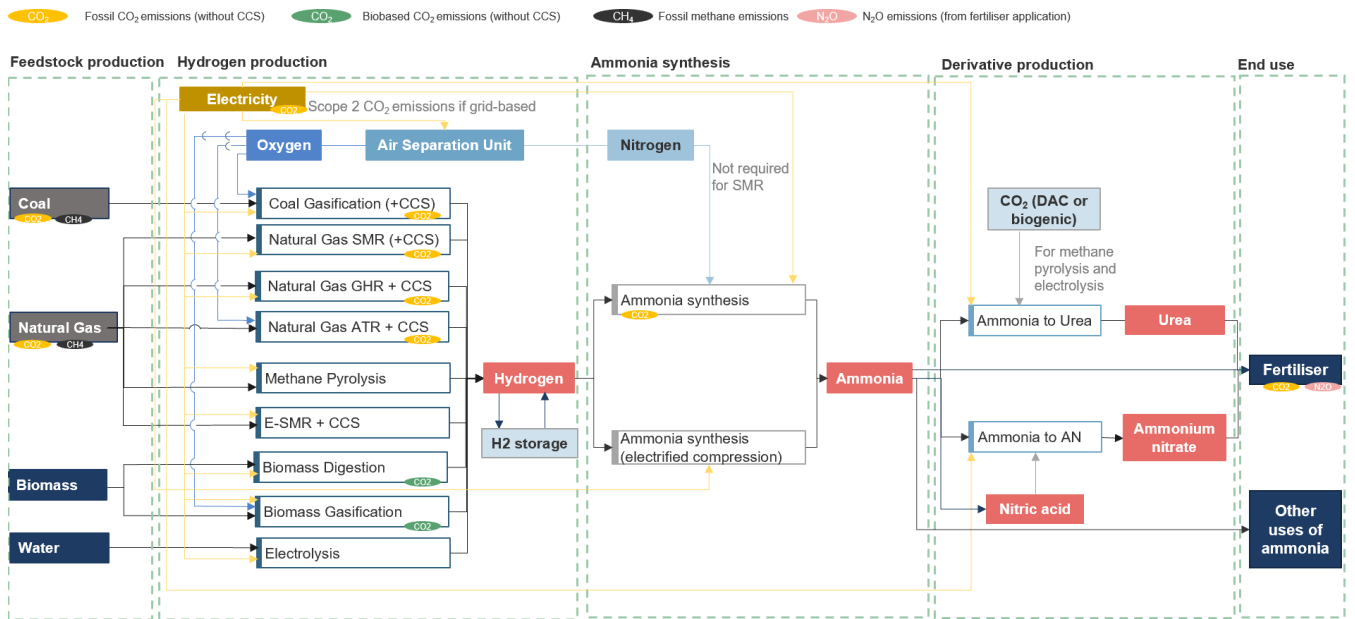 CO₂ Fossil CO₂ emissions (without CCS) CO₂ Biobased CO₂ emissions (without CCS) CH₄ Fossil methane emissions N₂O N₂O emissions (from fertiliser application)
Feedstock production
Hydrogen production
Ammonia synthesis
Derivative production
End use
Electricity
CO2
Scope 2 CO₂ emissions if grid-based
Oxygen
Air Separation Unit
Nitrogen
Not required
for SMR
Coal
CO2 CH4
Natural Gas
CO2 CH4
Biomass
Water
Coal Gasification (+CCS)
CO2
Natural Gas SMR (+CCS)
CO2
Natural Gas GHR + CCS
CO2
Natural Gas ATR + CCS
CO2
Methane Pyrolysis
E-SMR + CCS
Biomass Digestion
CO2
Biomass Gasification
CO2
Electrolysis
Hydrogen
H2 storage
Ammonia synthesis
CO2
Ammonia synthesis
(electrified compression)
Ammonia
CO₂ (DAC or
biogenic)
For methane
pyrolysis and
electrolysis
Ammonia to Urea
Urea
Ammonia to AN
Ammonium
nitrate
Nitric acid
Fertiliser
CO2 N2O
Other
uses of
ammonia